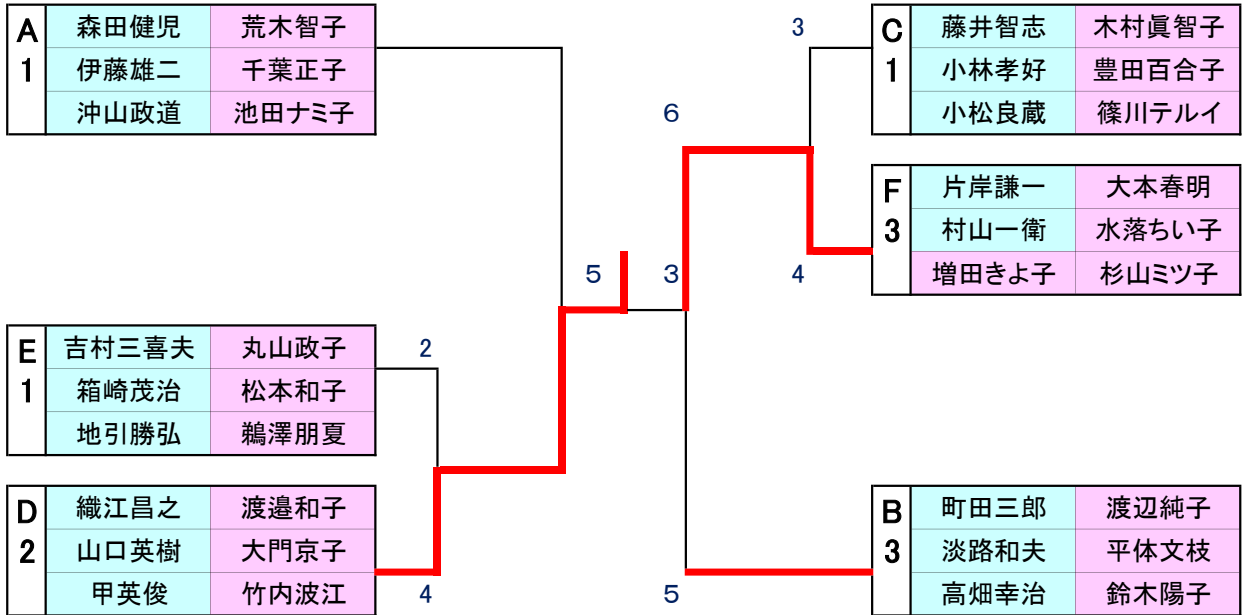 A 森田健児 荒木智子
1 伊藤雄二 千葉正子
沖山政道 池田ナミ子
3
C 藤井智志 木村眞智子
1 小林孝好 豊田百合子
小松良蔵 篠川テルイ
6
F 片岸謙一 大本春明
3 村山一衛 水落ちい子
増田きよ子 杉山ミツ子
5 3 4
E 吉村三喜夫 丸山政子 2
1 箱崎茂治 松本和子
地引勝弘 鵜澤朋夏
D 織江昌之 渡邉和子
2 山口英樹 大門京子
甲英俊 竹内波江 4
5
B 町田三郎 渡辺純子
3 淡路和夫 平体文枝
高畑幸治 鈴木陽子